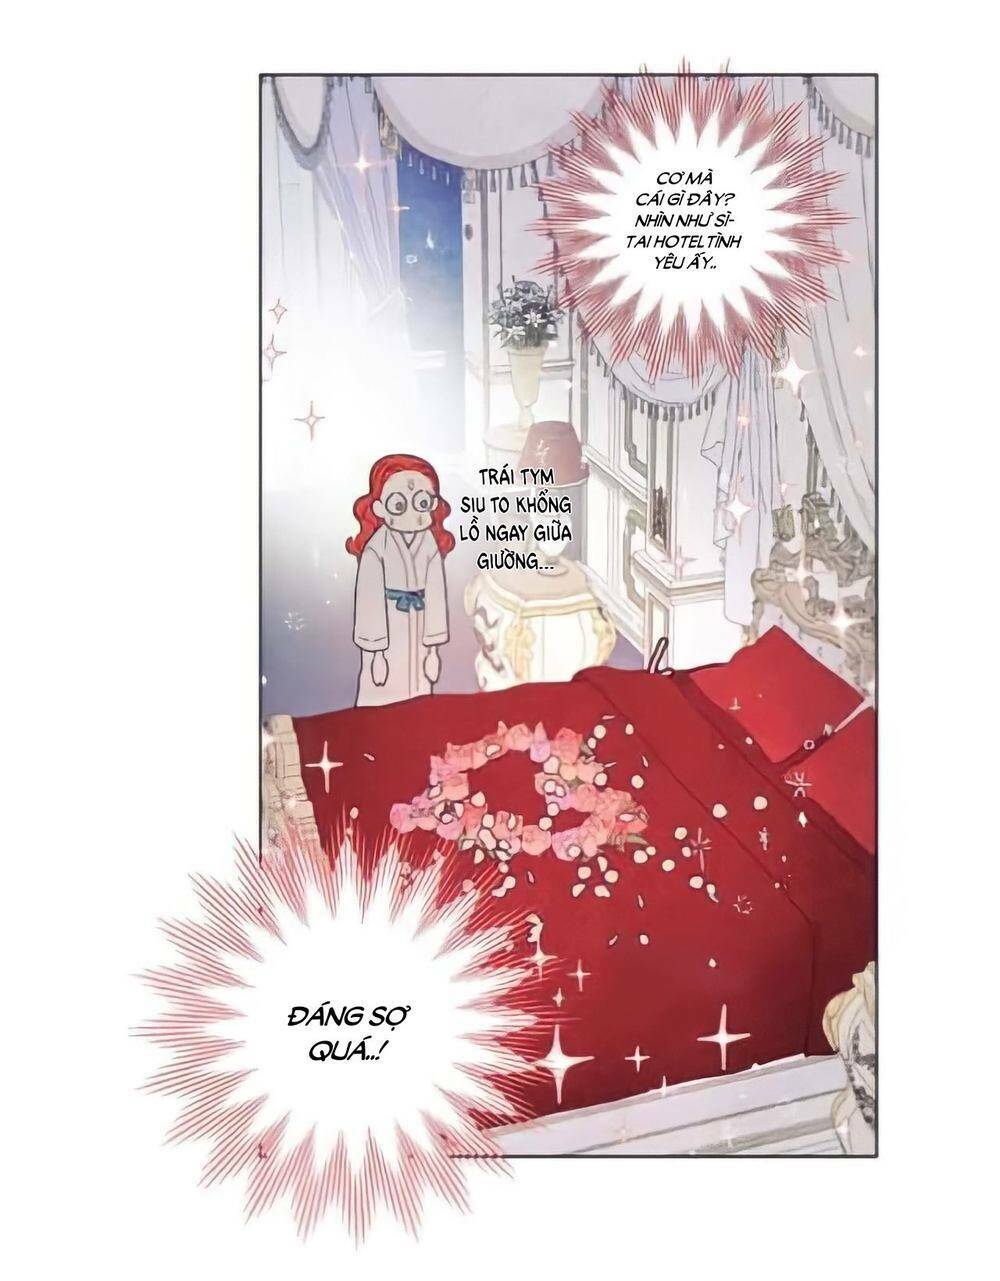 CƠ MÀ
CÁI GÌ ĐÂY?
NHÌN NHƯ SÌ-
TAI HOTEL TÌNH
YÊU ẤY..
TRÁI TYM
SIU TO KHỔNG
LỒ NGAY GIỮA
GIƯỜNG...
ĐÁNG SỢ
QUÁ...!